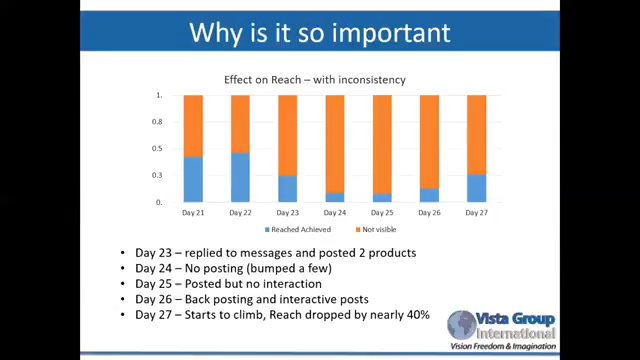 Why is it so important
Effect on Reach – with inconsistency
1.
0.8
0.5
0.3
0.
Day 21 Day 22 Day 23 Day 24 Day 25 Day 26 Day 27
Reached Achieved Not visible
• Day 23 – replied to messages and posted 2 products
• Day 24 – No posting (bumped a few)
• Day 25 – Posted but no interaction
• Day 26 – Back posting and interactive posts
• Day 27 – Starts to climb, Reach dropped by nearly 40%
Vista Group
International
Vision Freedom & Imagination